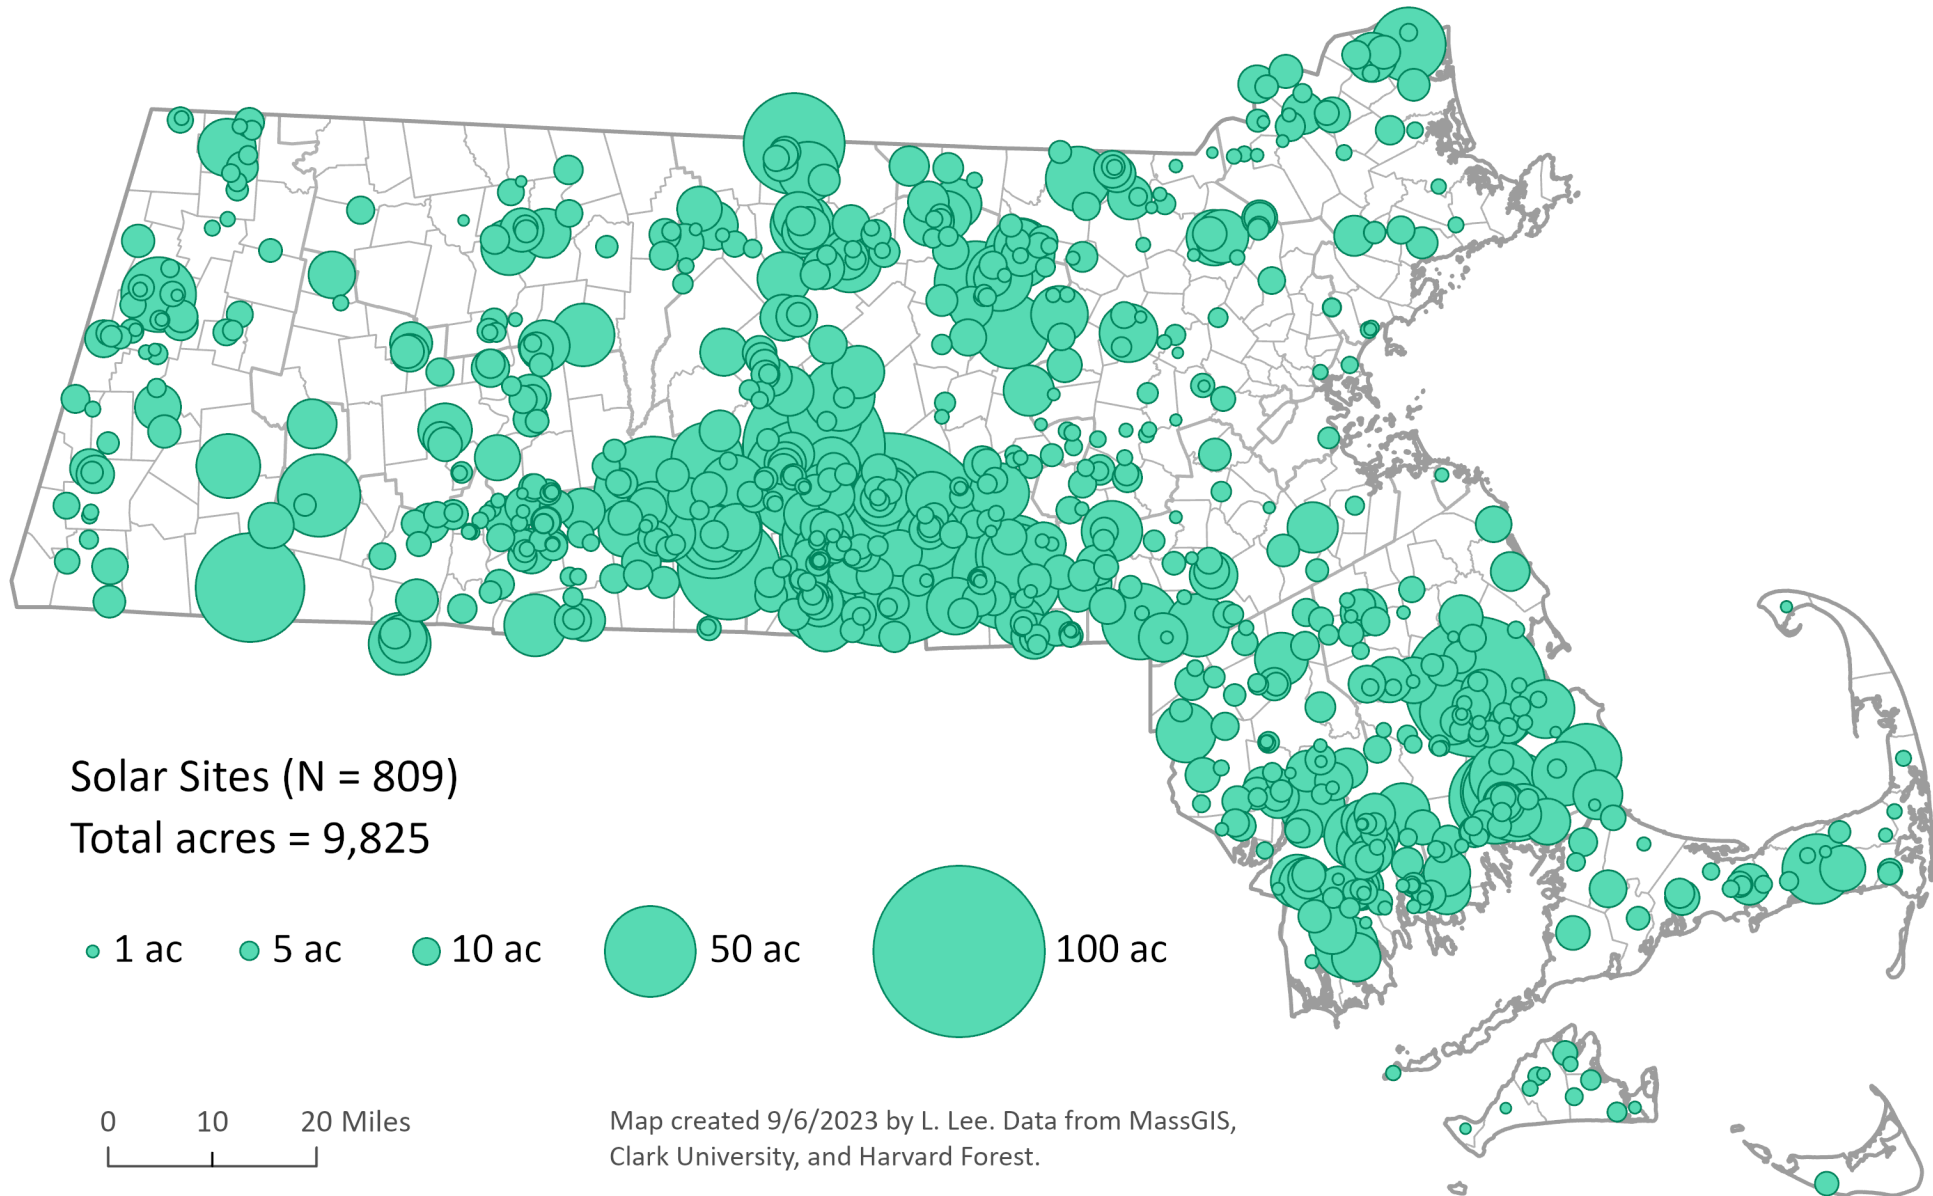 Solar Sites (N = 809)
Total acres = 9,825
1 ac 5 ac 10 ac 50 ac 100 ac
0 10 20 Miles
Map created 9/6/2023 by L. Lee. Data from MassGIS,
Clark University, and Harvard Forest.